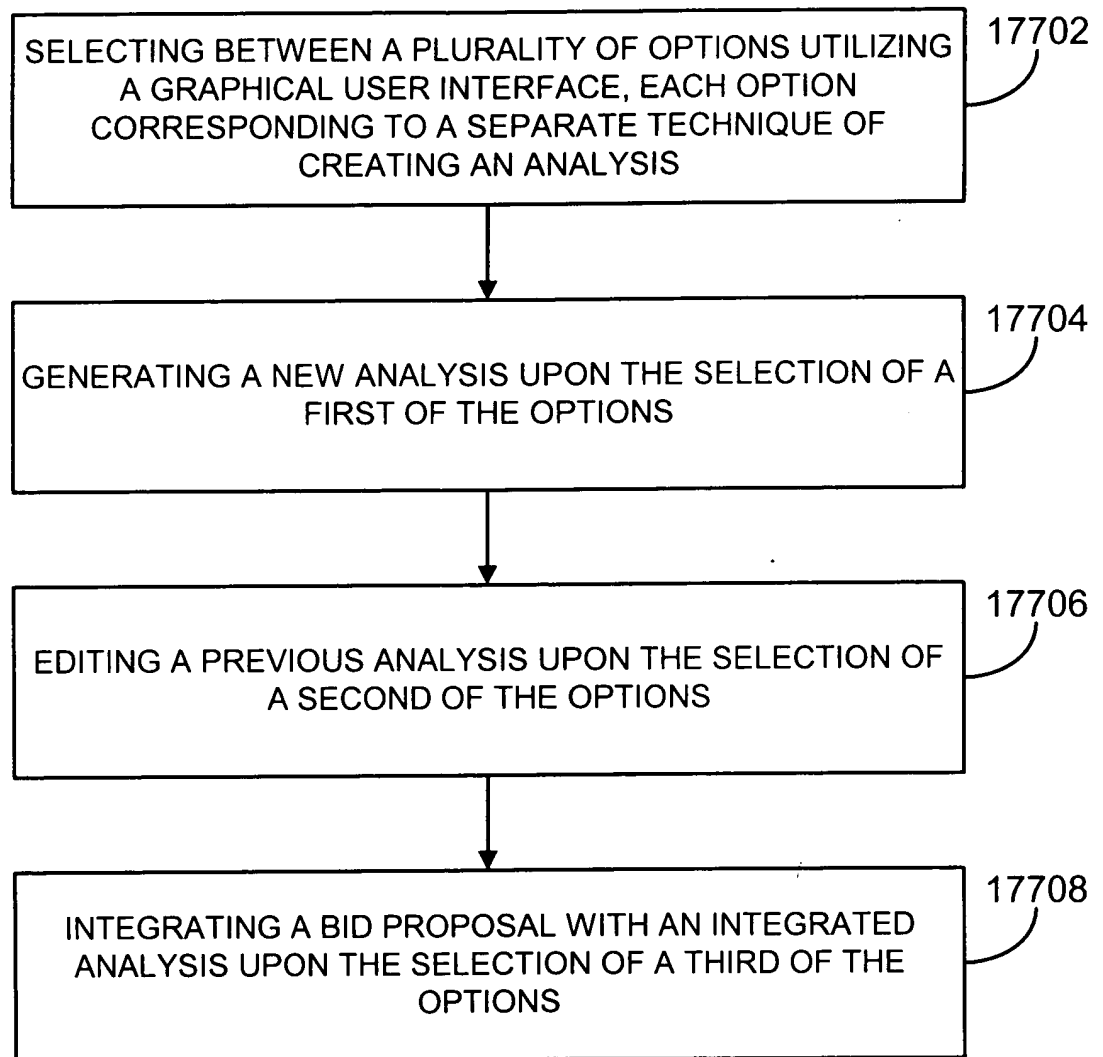 17702
SELECTING BETWEEN A PLURALITY OF OPTIONS UTILIZING
A GRAPHICAL USER INTERFACE, EACH OPTION
CORRESPONDING TO A SEPARATE TECHNIQUE OF
CREATING AN ANALYSIS
17704
GENERATING A NEW ANALYSIS UPON THE SELECTION OF A
FIRST OF THE OPTIONS
17706
EDITING A PREVIOUS ANALYSIS UPON THE SELECTION OF
A SECOND OF THE OPTIONS
17708
INTEGRATING A BID PROPOSAL WITH AN INTEGRATED
ANALYSIS UPON THE SELECTION OF A THIRD OF THE
OPTIONS